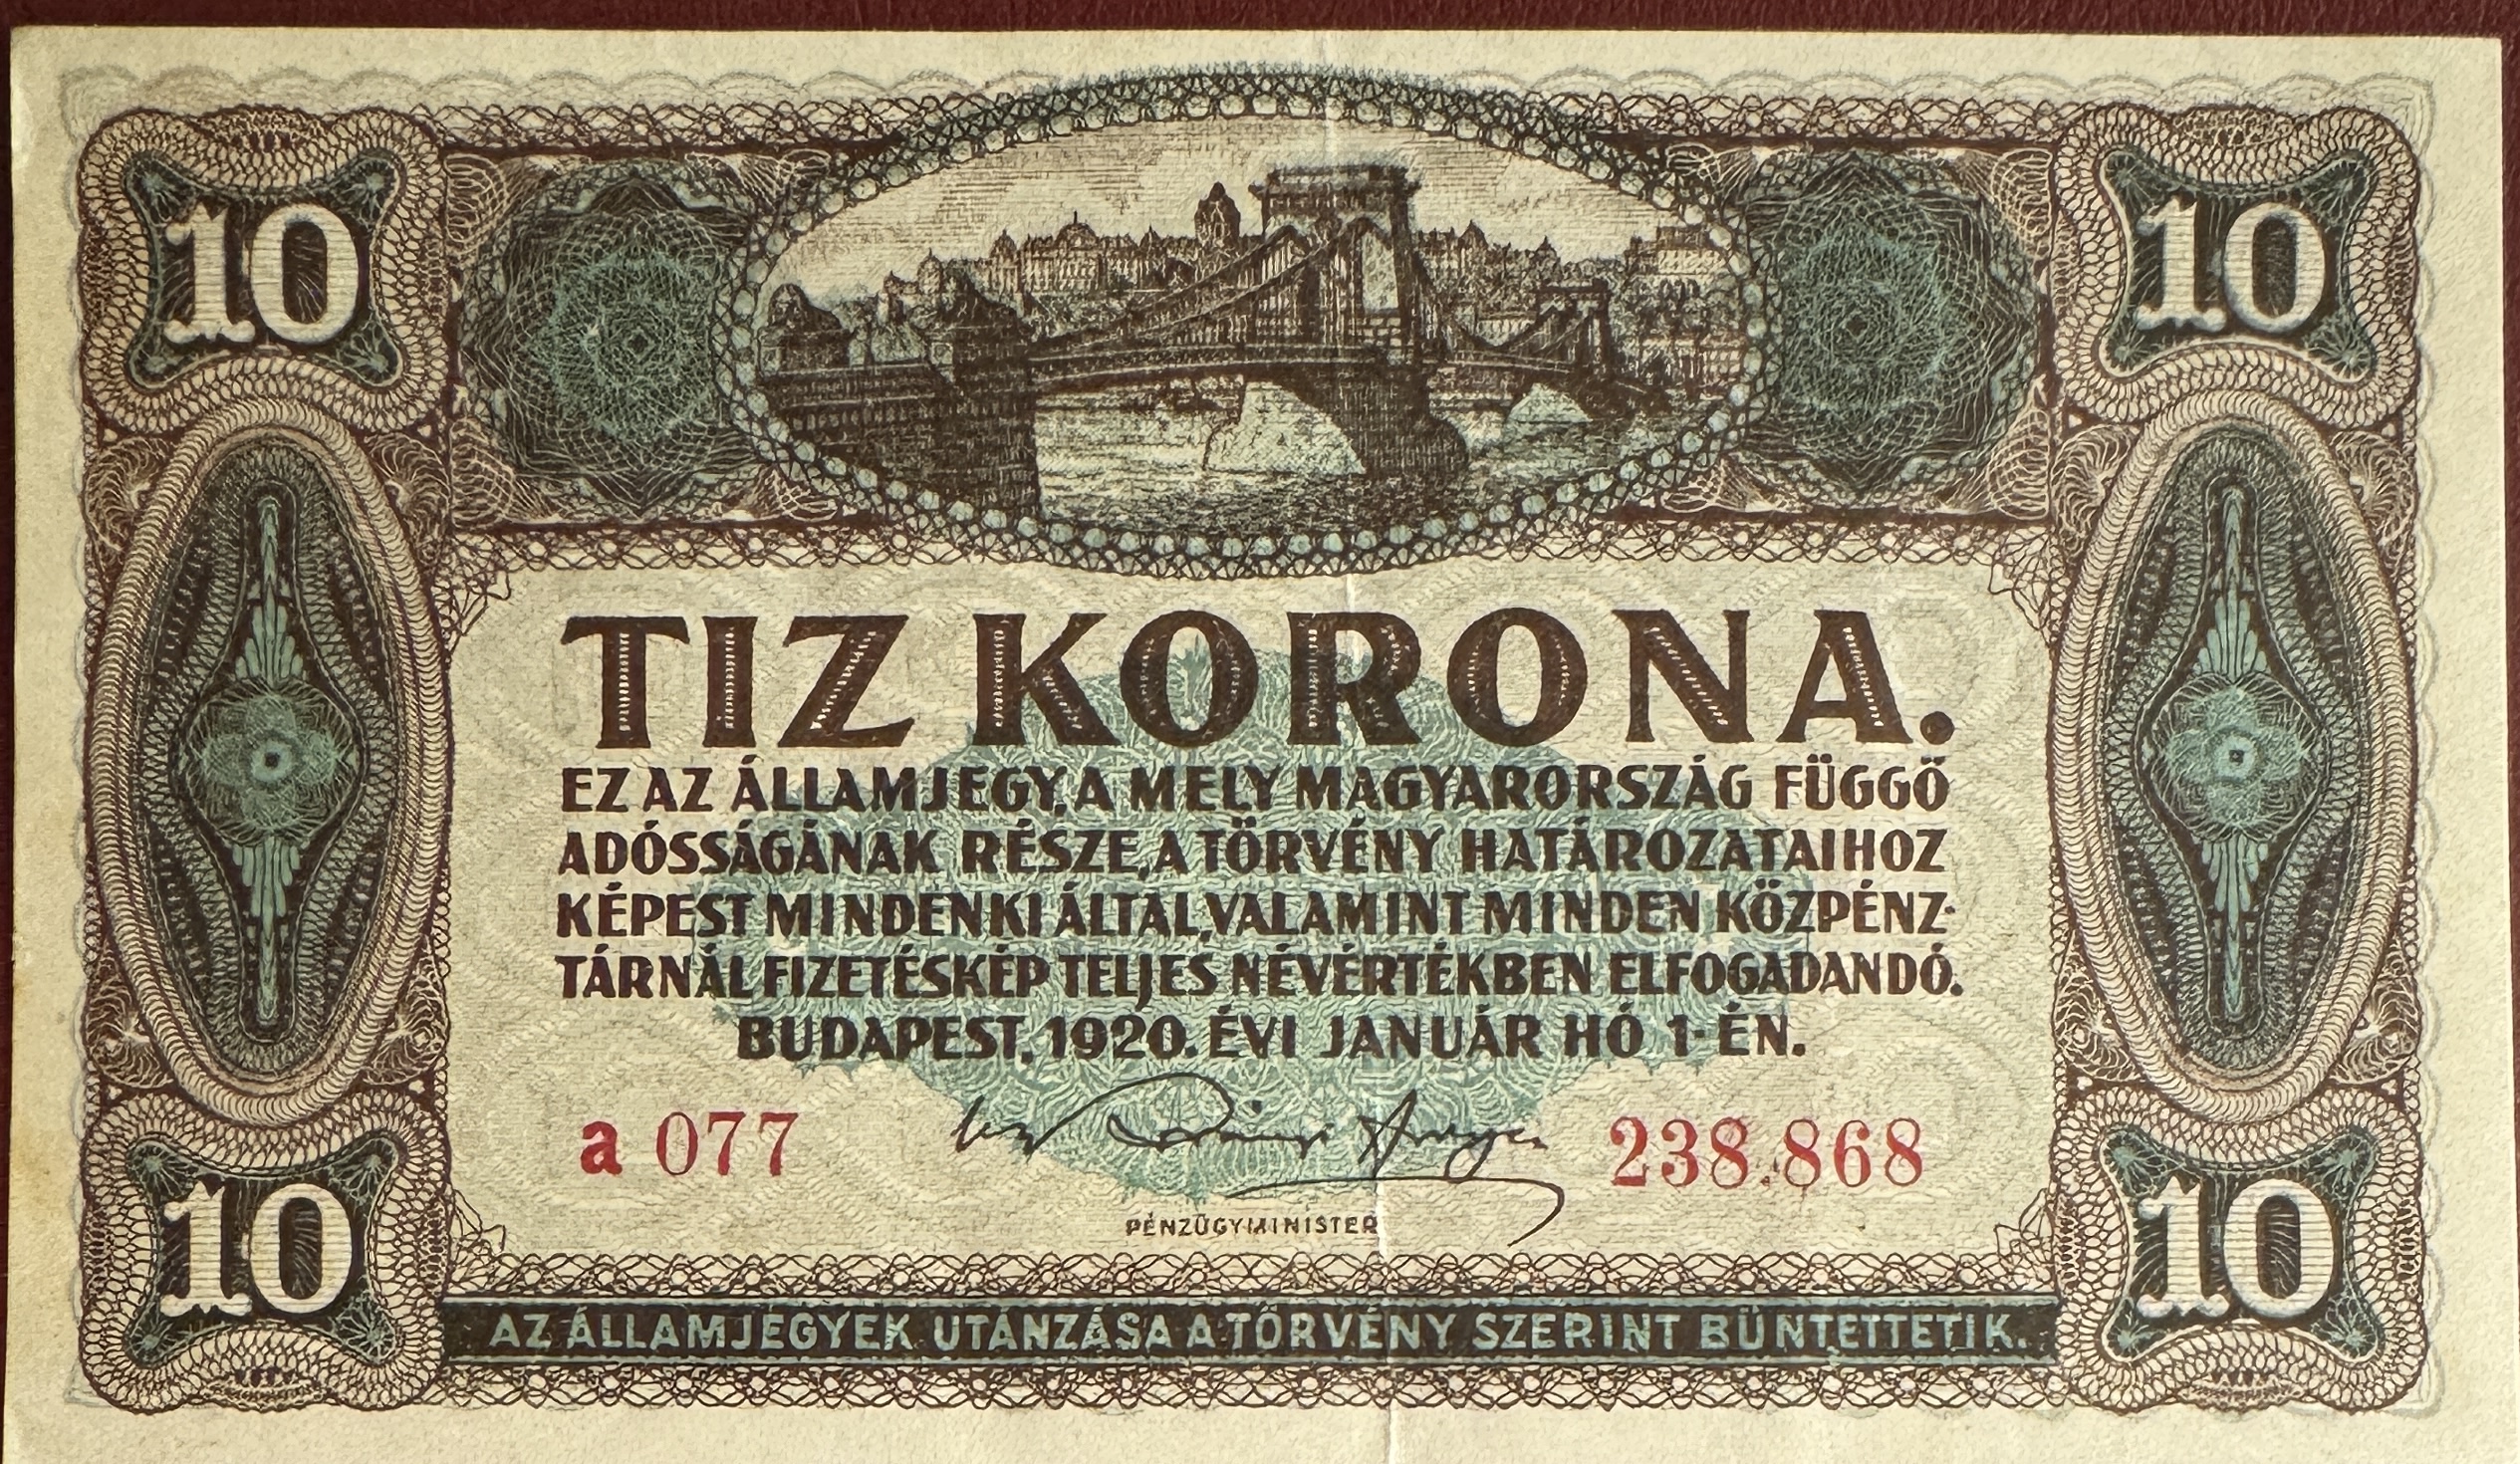 10 10
TIZ KORONA.
EZ AZ ÁLLAMJEGY, A MELY MAGYARORSZÁG FÜGGŐ
ADÓSSÁGÁNAK RÉSZE, A TÖRVÉNY HATÁROZATAIHOZ
KÉPEST MINDENKI ÁLTAL, VALAMINT MINDEN KÖZPÉNZ-
TÁRNÁL FIZETÉSKÉP TELJES NÉVÉRTÉKBEN ELFOGADANDÓ.
BUDAPEST, 1920. ÉVI JANUÁR HÓ 1-ÉN.
a 077 238.868
PÉNZÜGYMINISTER
10 10
AZ ÁLLAMJEGYEK UTÁNZÁSA A TÖRVÉNY SZERINT BÜNTETTETIK.